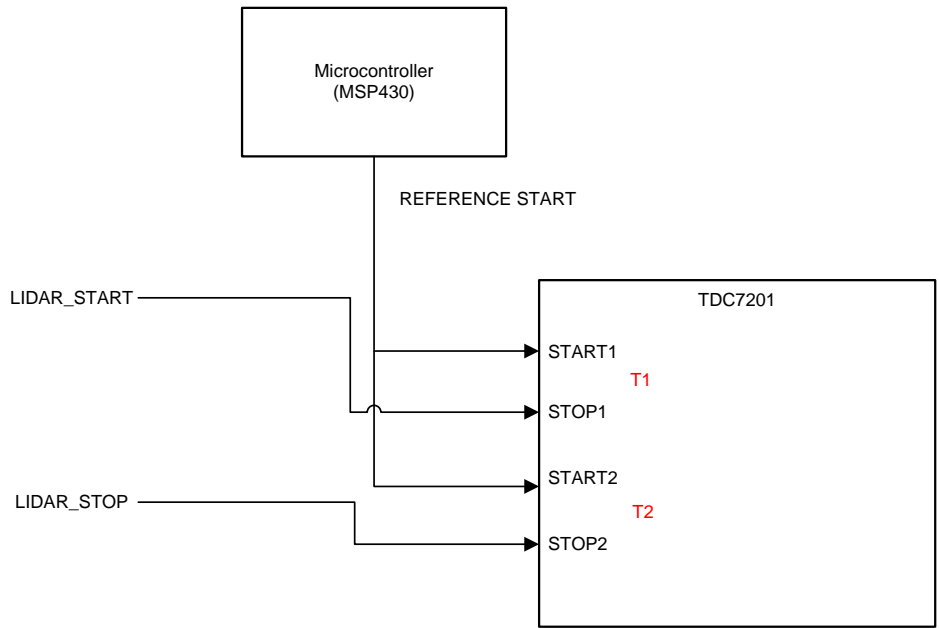 Microcontroller
(MSP430)
REFERENCE START
LIDAR_START
TDC7201
START1
T1
STOP1
START2
LIDAR_STOP
T2
STOP2